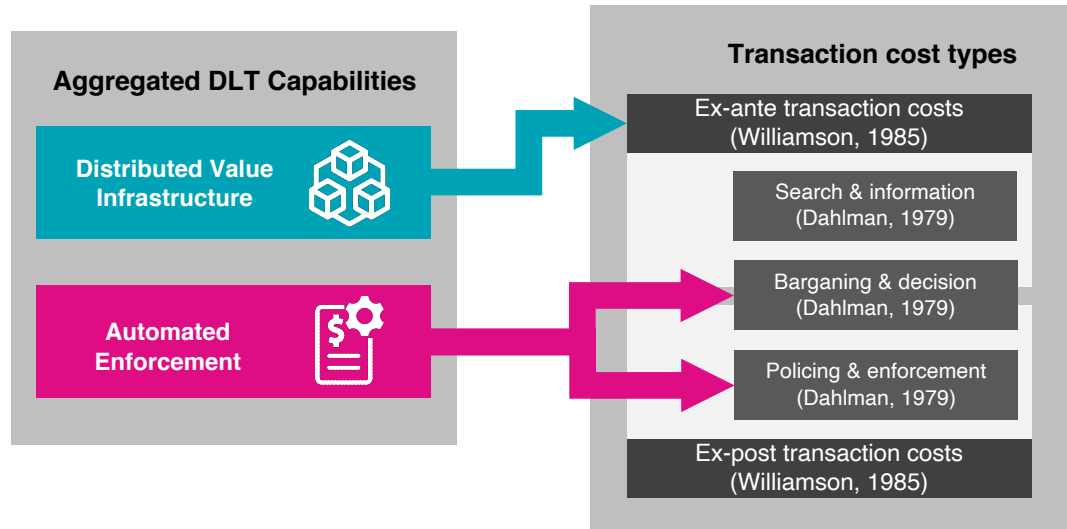 Aggregated DLT Capabilities
Distributed Value
Infrastructure
$
Automated
Enforcement
Transaction cost types
Ex-ante transaction costs
(Williamson, 1985)
Search & information
(Dahlman, 1979)
Barganing & decision
(Dahlman, 1979)
Policing & enforcement
(Dahlman, 1979)
Ex-post transaction costs
(Williamson, 1985)